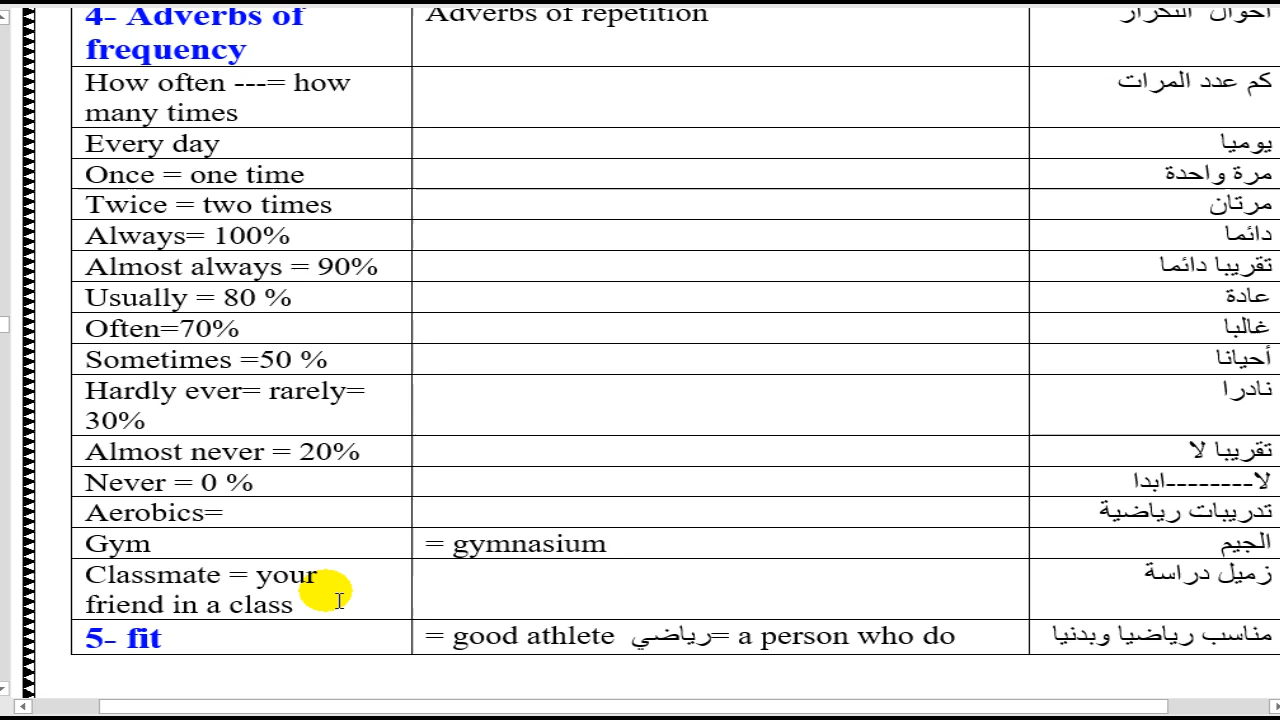 4- Adverbs of Adverbs of repetition احوال التكرار
frequency
How often ---= how كم عدد المرات
many times
Every day يوميا
Once = one time مرة واحدة
Twice = two times مرتان
Always= 100% دائما
Almost always = 90% تقريبا دائما
Usually = 80 % عادة
Often=70% غالبا
Sometimes =50 % أحيانا
Hardly ever= rarely= نادرا
30%
Almost never = 20% تقريبا لا
Never = 0 % لا--------ابدا
Aerobics= تدريبات رياضية
Gym = gymnasium الجيم
Classmate = your زميل دراسة
friend in a class
5- fit = good athlete رياضي= a person who do مناسب رياضيا وبدنيا